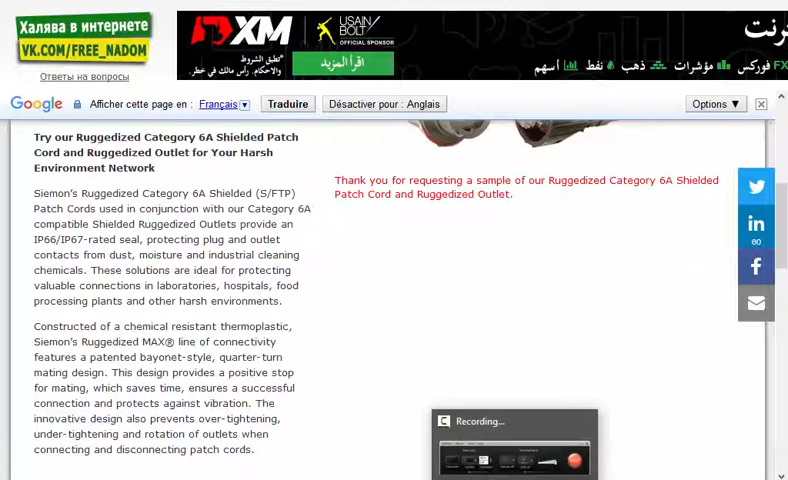 Халява в интернете
VK.COM/FREE_NADOM
Ответы на вопросы
XM
USAIN
BOLT
OFFICIAL SPONSOR
*تطبق الشروط
والأحكام. رأس مالك في خطر.
اقرأ المزيد
فوركس
مؤشرات
ذهب
نفط
أسهم
Google Afficher cette page en : Français Traduire Désactiver pour : Anglais Options ▼
Try our Ruggedized Category 6A Shielded Patch
Cord and Ruggedized Outlet for Your Harsh
Environment Network
Siemon's Ruggedized Category 6A Shielded (S/FTP)
Patch Cords used in conjunction with our Category 6A
compatible Shielded Ruggedized Outlets provide an
IP66/IP67-rated seal, protecting plug and outlet
contacts from dust, moisture and industrial cleaning
chemicals. These solutions are ideal for protecting
valuable connections in laboratories, hospitals, food
processing plants and other harsh environments.
Constructed of a chemical resistant thermoplastic,
Siemon's Ruggedized MAX® line of connectivity
features a patented bayonet-style, quarter-turn
mating design. This design provides a positive stop
for mating, which saves time, ensures a successful
connection and protects against vibration. The
innovative design also prevents over-tightening,
under-tightening and rotation of outlets when
connecting and disconnecting patch cords.
Thank you for requesting a sample of our Ruggedized Category 6A Shielded
Patch Cord and Ruggedized Outlet.
in
60
f
Recording...